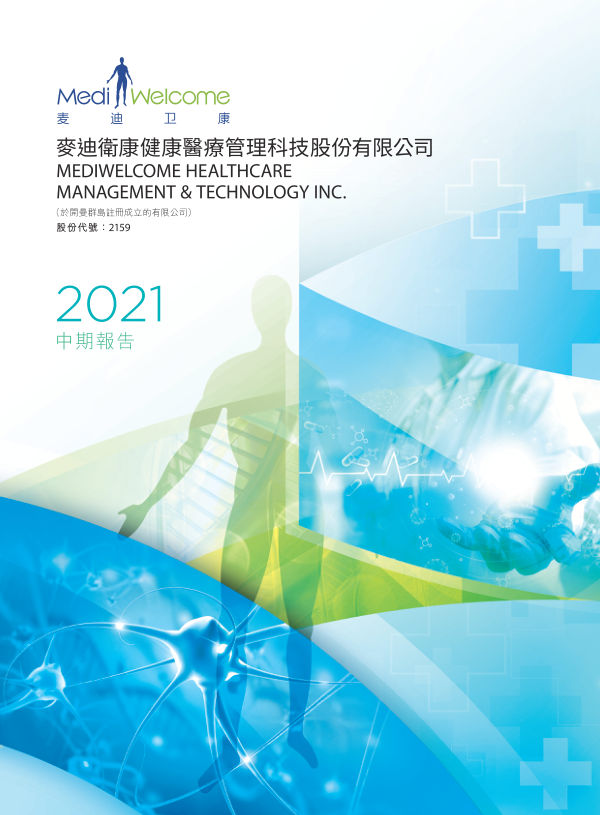 Medi Welcome
麦迪卫康
麥迪衛康健康醫療管理科技股份有限公司
MEDIWELCOME HEALTHCARE
MANAGEMENT & TECHNOLOGY INC.
(於開曼群島註冊成立的有限公司)
股份代號：2159
2021
中期報告